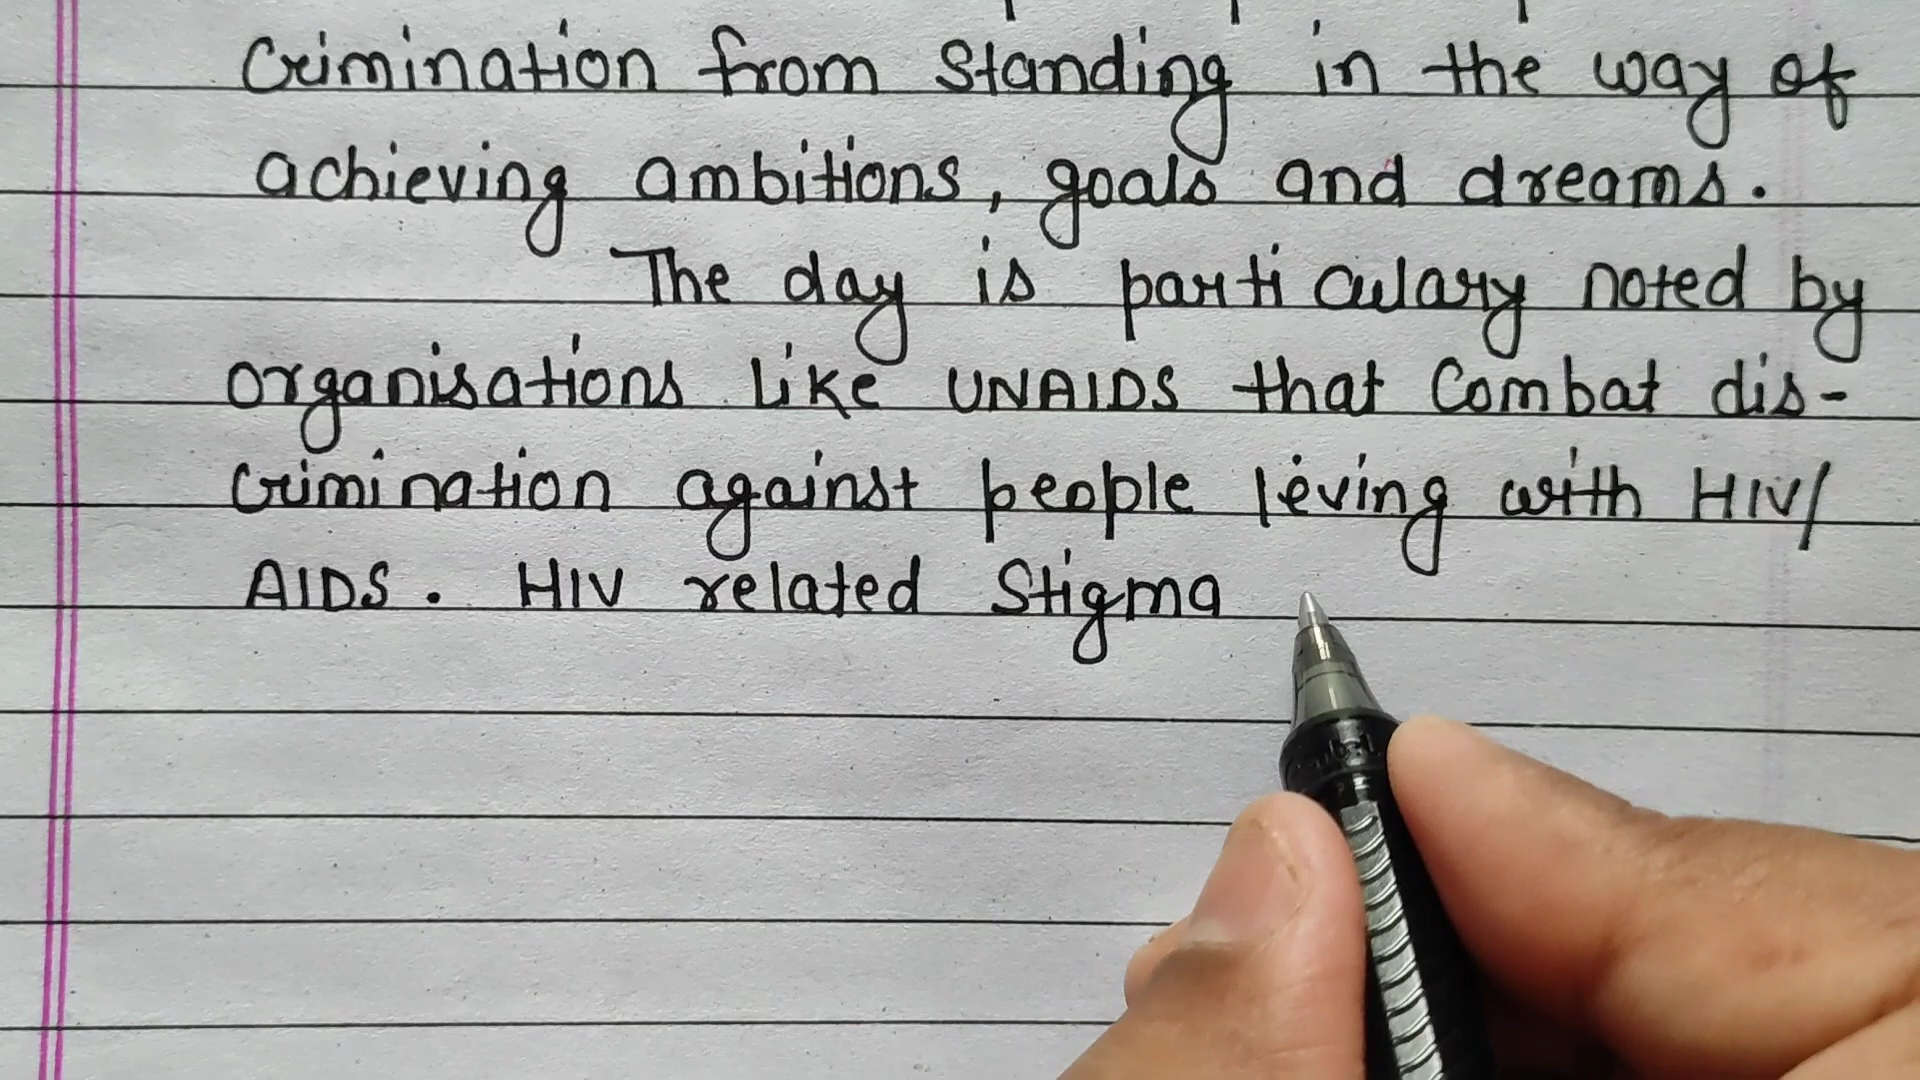 crimination from standing in the way of
achieving ambitions, goals and dreams.
The day is particulary noted by
organisations like UNAIDS that combat dis-
crimination against people living with HIV/
AIDS. HIV related Stigma